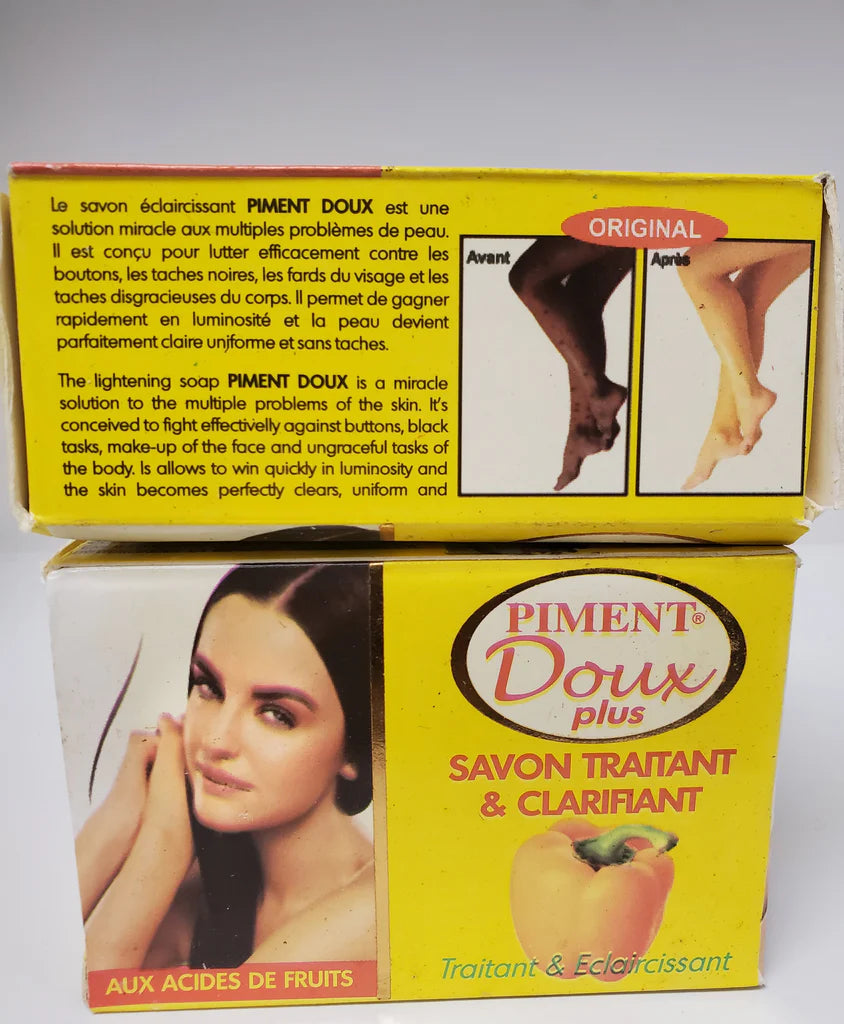 Le savon éclaircissant PIMENT DOUX est une
solution miracle aux multiples problèmes de peau.
Il est conçu pour lutter efficacement contre les
boutons, les taches noires, les fards du visage et les
taches disgracieuses du corps. Il permet de gagner
rapidement en luminosité et la peau devient
parfaitement claire uniforme et sans taches.
The lightening soap PIMENT DOUX is a miracle
solution to the multiple problems of the skin. It's
conceived to fight effectivelly against buttons, black
tasks, make-up of the face and ungraceful tasks of
the body. Is allows to win quickly in luminosity and
the skin becomes perfectly clears, uniform and
ORIGINAL
Avant
Après
PIMENT®
Doux
plus
SAVON TRAITANT
& CLARIFIANT
Traitant & Eclaircissant
AUX ACIDES DE FRUITS